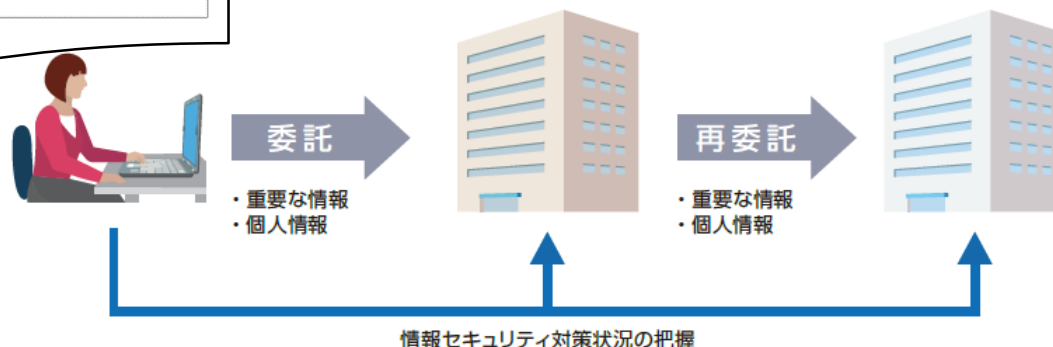 委託
・重要な情報
・個人情報
再委託
・重要な情報
・個人情報
情報セキュリティ対策状況の把握